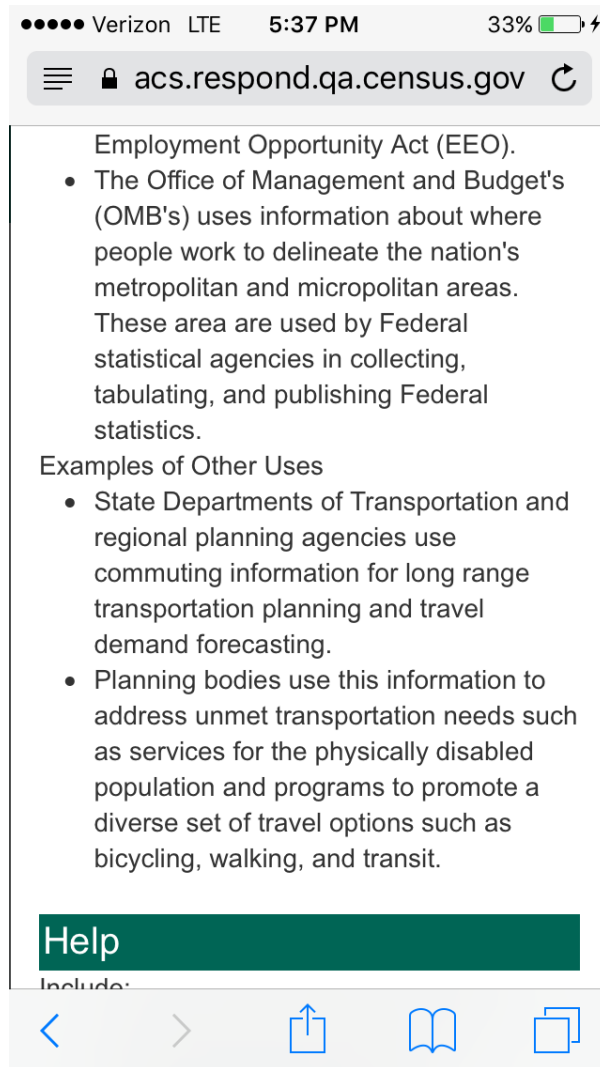 Verizon LTE 5:37 PM 33%
acs.respond.qa.census.gov
Employment Opportunity Act (EEO).
• The Office of Management and Budget's
(OMB's) uses information about where
people work to delineate the nation's
metropolitan and micropolitan areas.
These area are used by Federal
statistical agencies in collecting,
tabulating, and publishing Federal
statistics.
Examples of Other Uses
• State Departments of Transportation and
regional planning agencies use
commuting information for long range
transportation planning and travel
demand forecasting.
• Planning bodies use this information to
address unmet transportation needs such
as services for the physically disabled
population and programs to promote a
diverse set of travel options such as
bicycling, walking, and transit.
Help
Include: